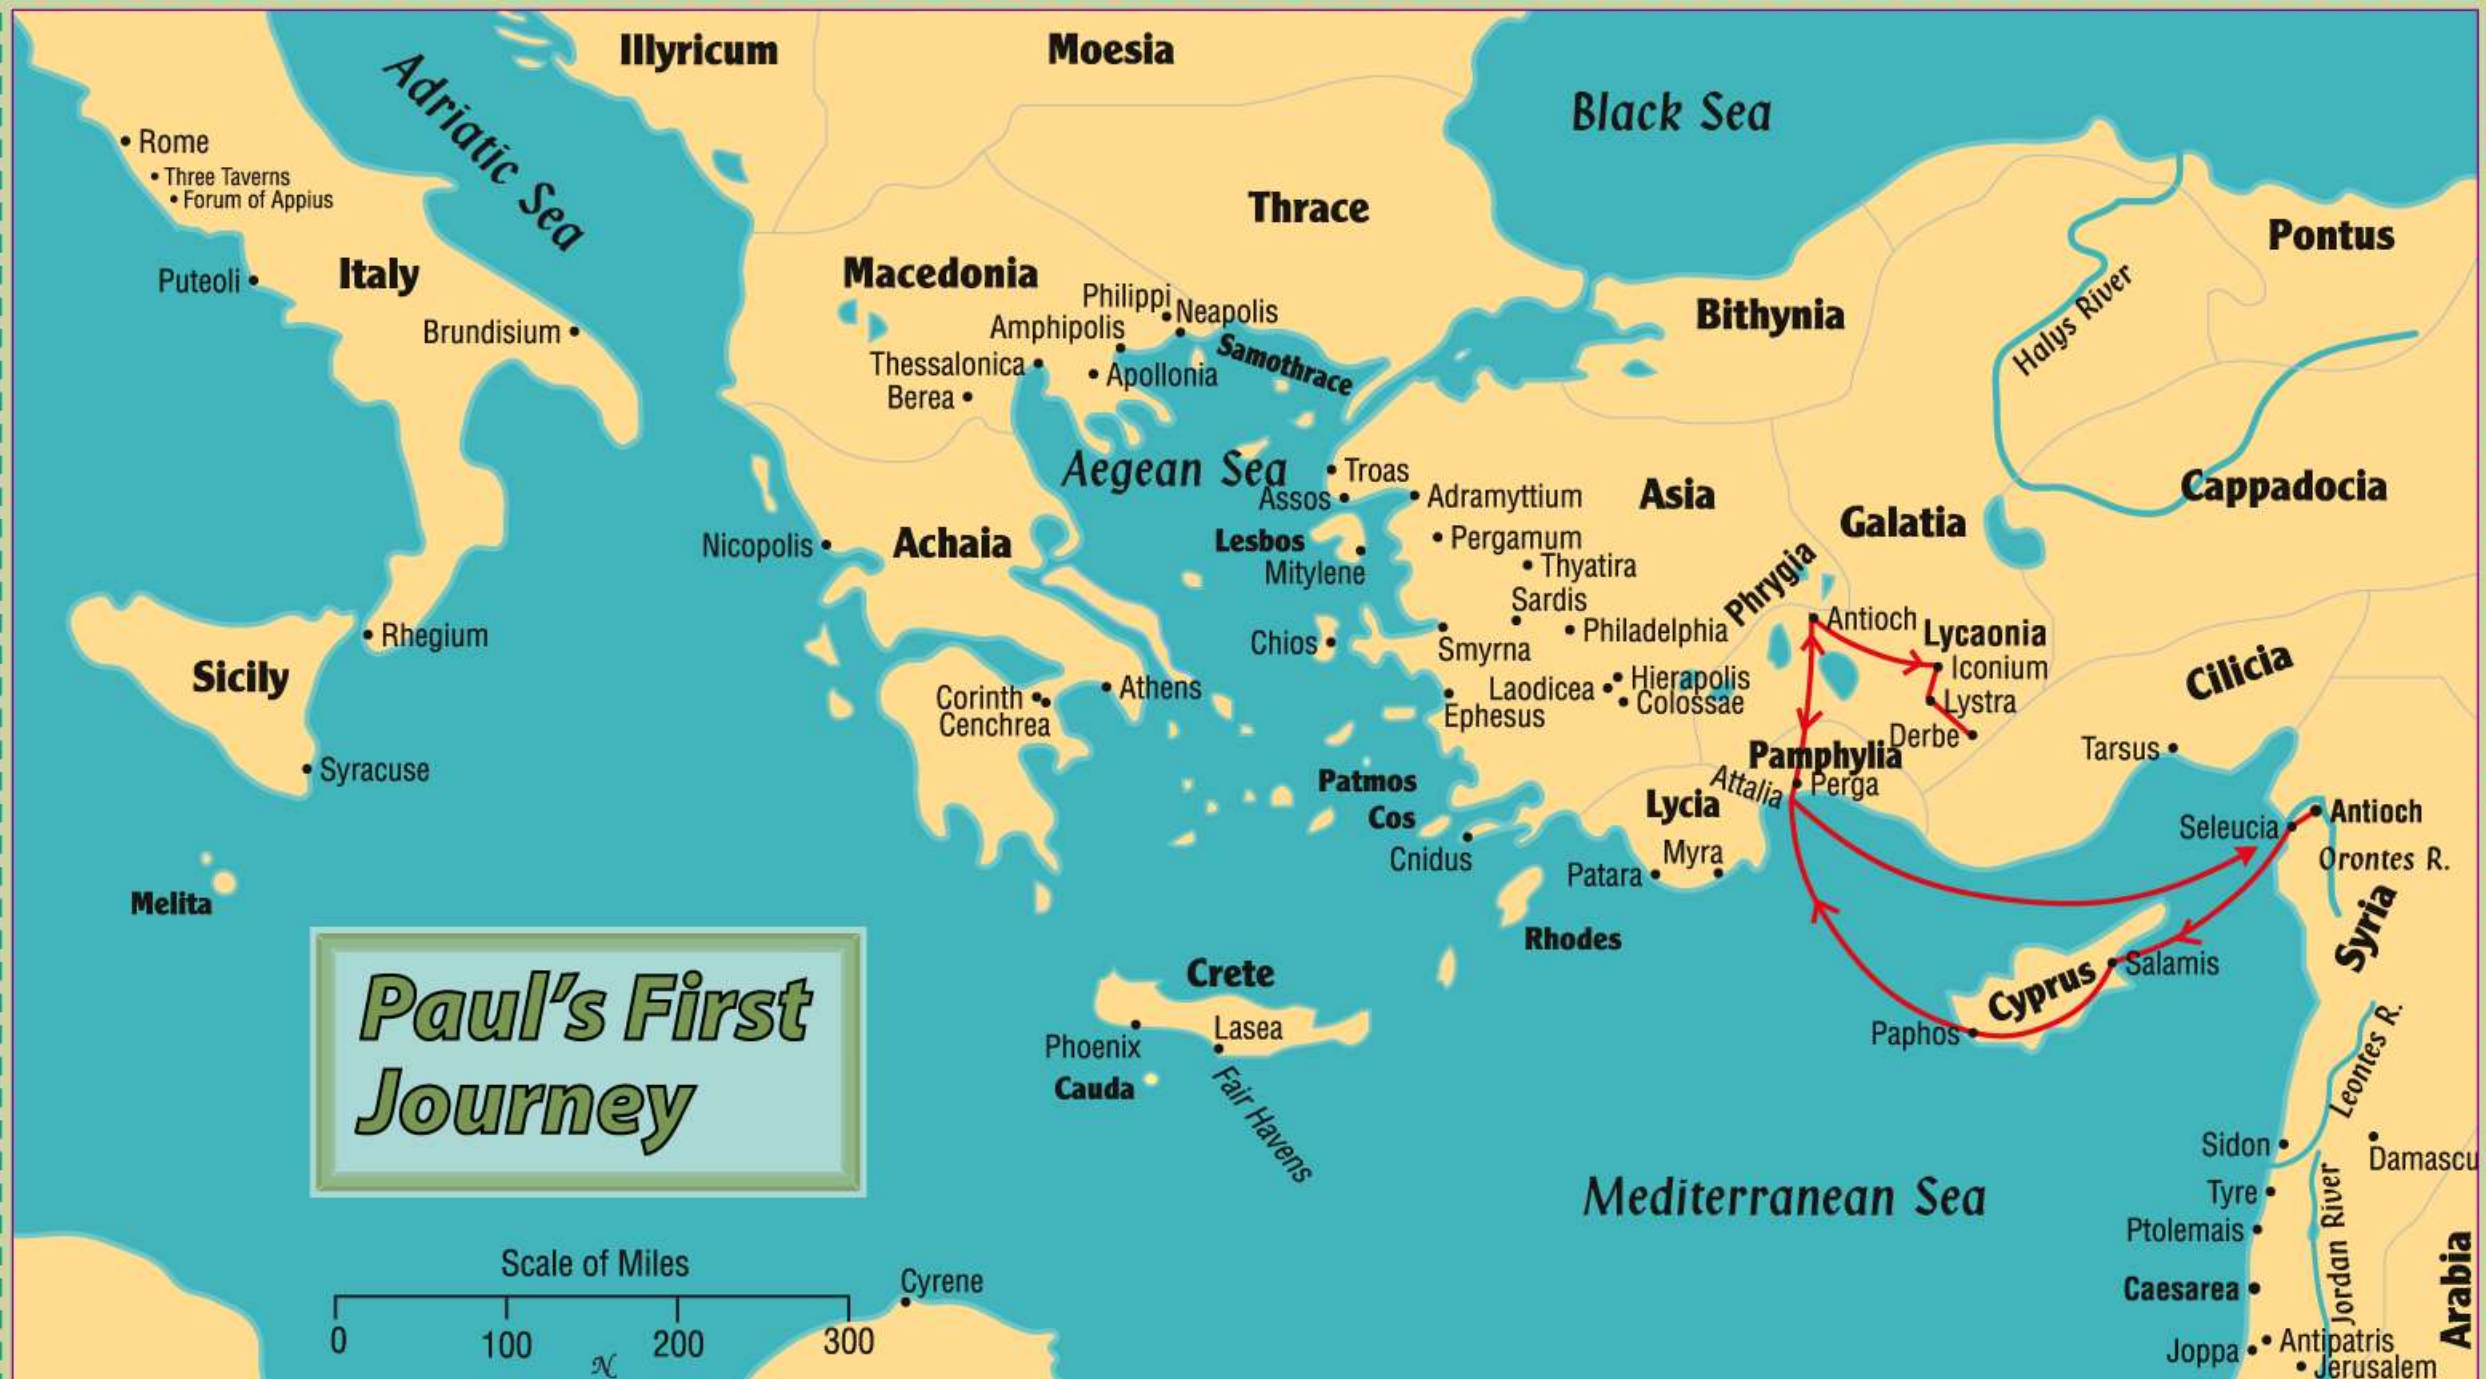 Illyricum
Moesia
Adriatic Sea
Black Sea
Rome
Three Taverns
Forum of Appius
Thrace
Pontus
Puteoli
Italy
Macedonia
Halys River
Philippi
Neapolis
Bithynia
Brundisium
Amphipolis
Samothrace
Thessalonica
Apollonia
Berea
Aegean Sea
Troas
Assos
Adramyttium
Asia
Cappadocia
Galatia
Nicopolis
Achaia
Lesbos
Pergamum
Mitylene
Thyatira
Phrygia
Sardis
Antioch
Rhegium
Chios
Smyrna
Philadelphia
Lycaonia
Iconium
Sicily
Cilicia
Corinth
Athens
Laodicea
Hierapolis
Colossae
Lystra
Cenchrea
Ephesus
Derbe
Tarsus
Syracuse
Patmos
Pamphylia
Attalia
Perga
Cos
Lycia
Antioch
Seleucia
Cnidus
Patara
Myra
Orontes R.
Melita
Rhodes
Syria
Crete
Salamis
Cyprus
Paul's First
Journey
Phoenix
Lasea
Paphos
Cauda
Fair Havens
Leontes R.
Sidon
Damascu
Mediterranean Sea
Tyre
Jordan River
Ptolemais
Scale of Miles
Cyrene
Caesarea
Arabia
0 100 200 300
N
Joppa
Antipatris
Jerusalem